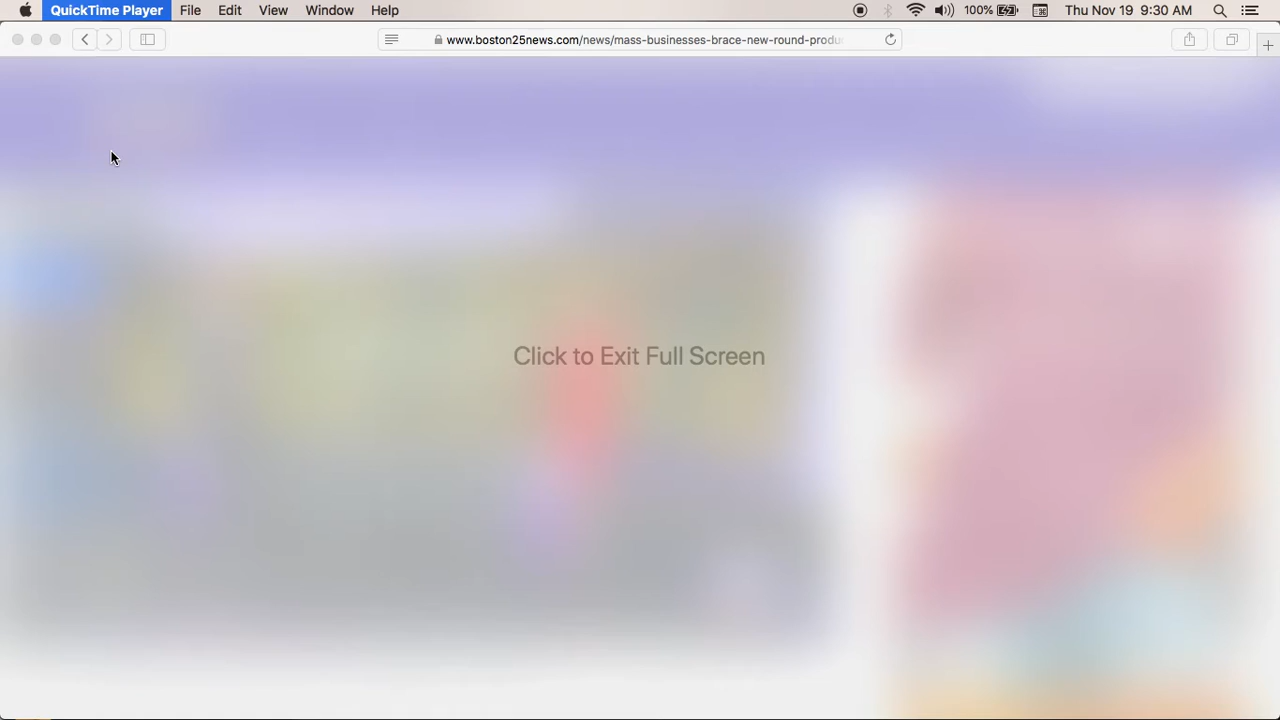 QuickTime Player File Edit View Window Help 100% Thu Nov 19 9:30 AM
www.boston25news.com/news/mass-businesses-brace-new-round-produ
Click to Exit Full Screen